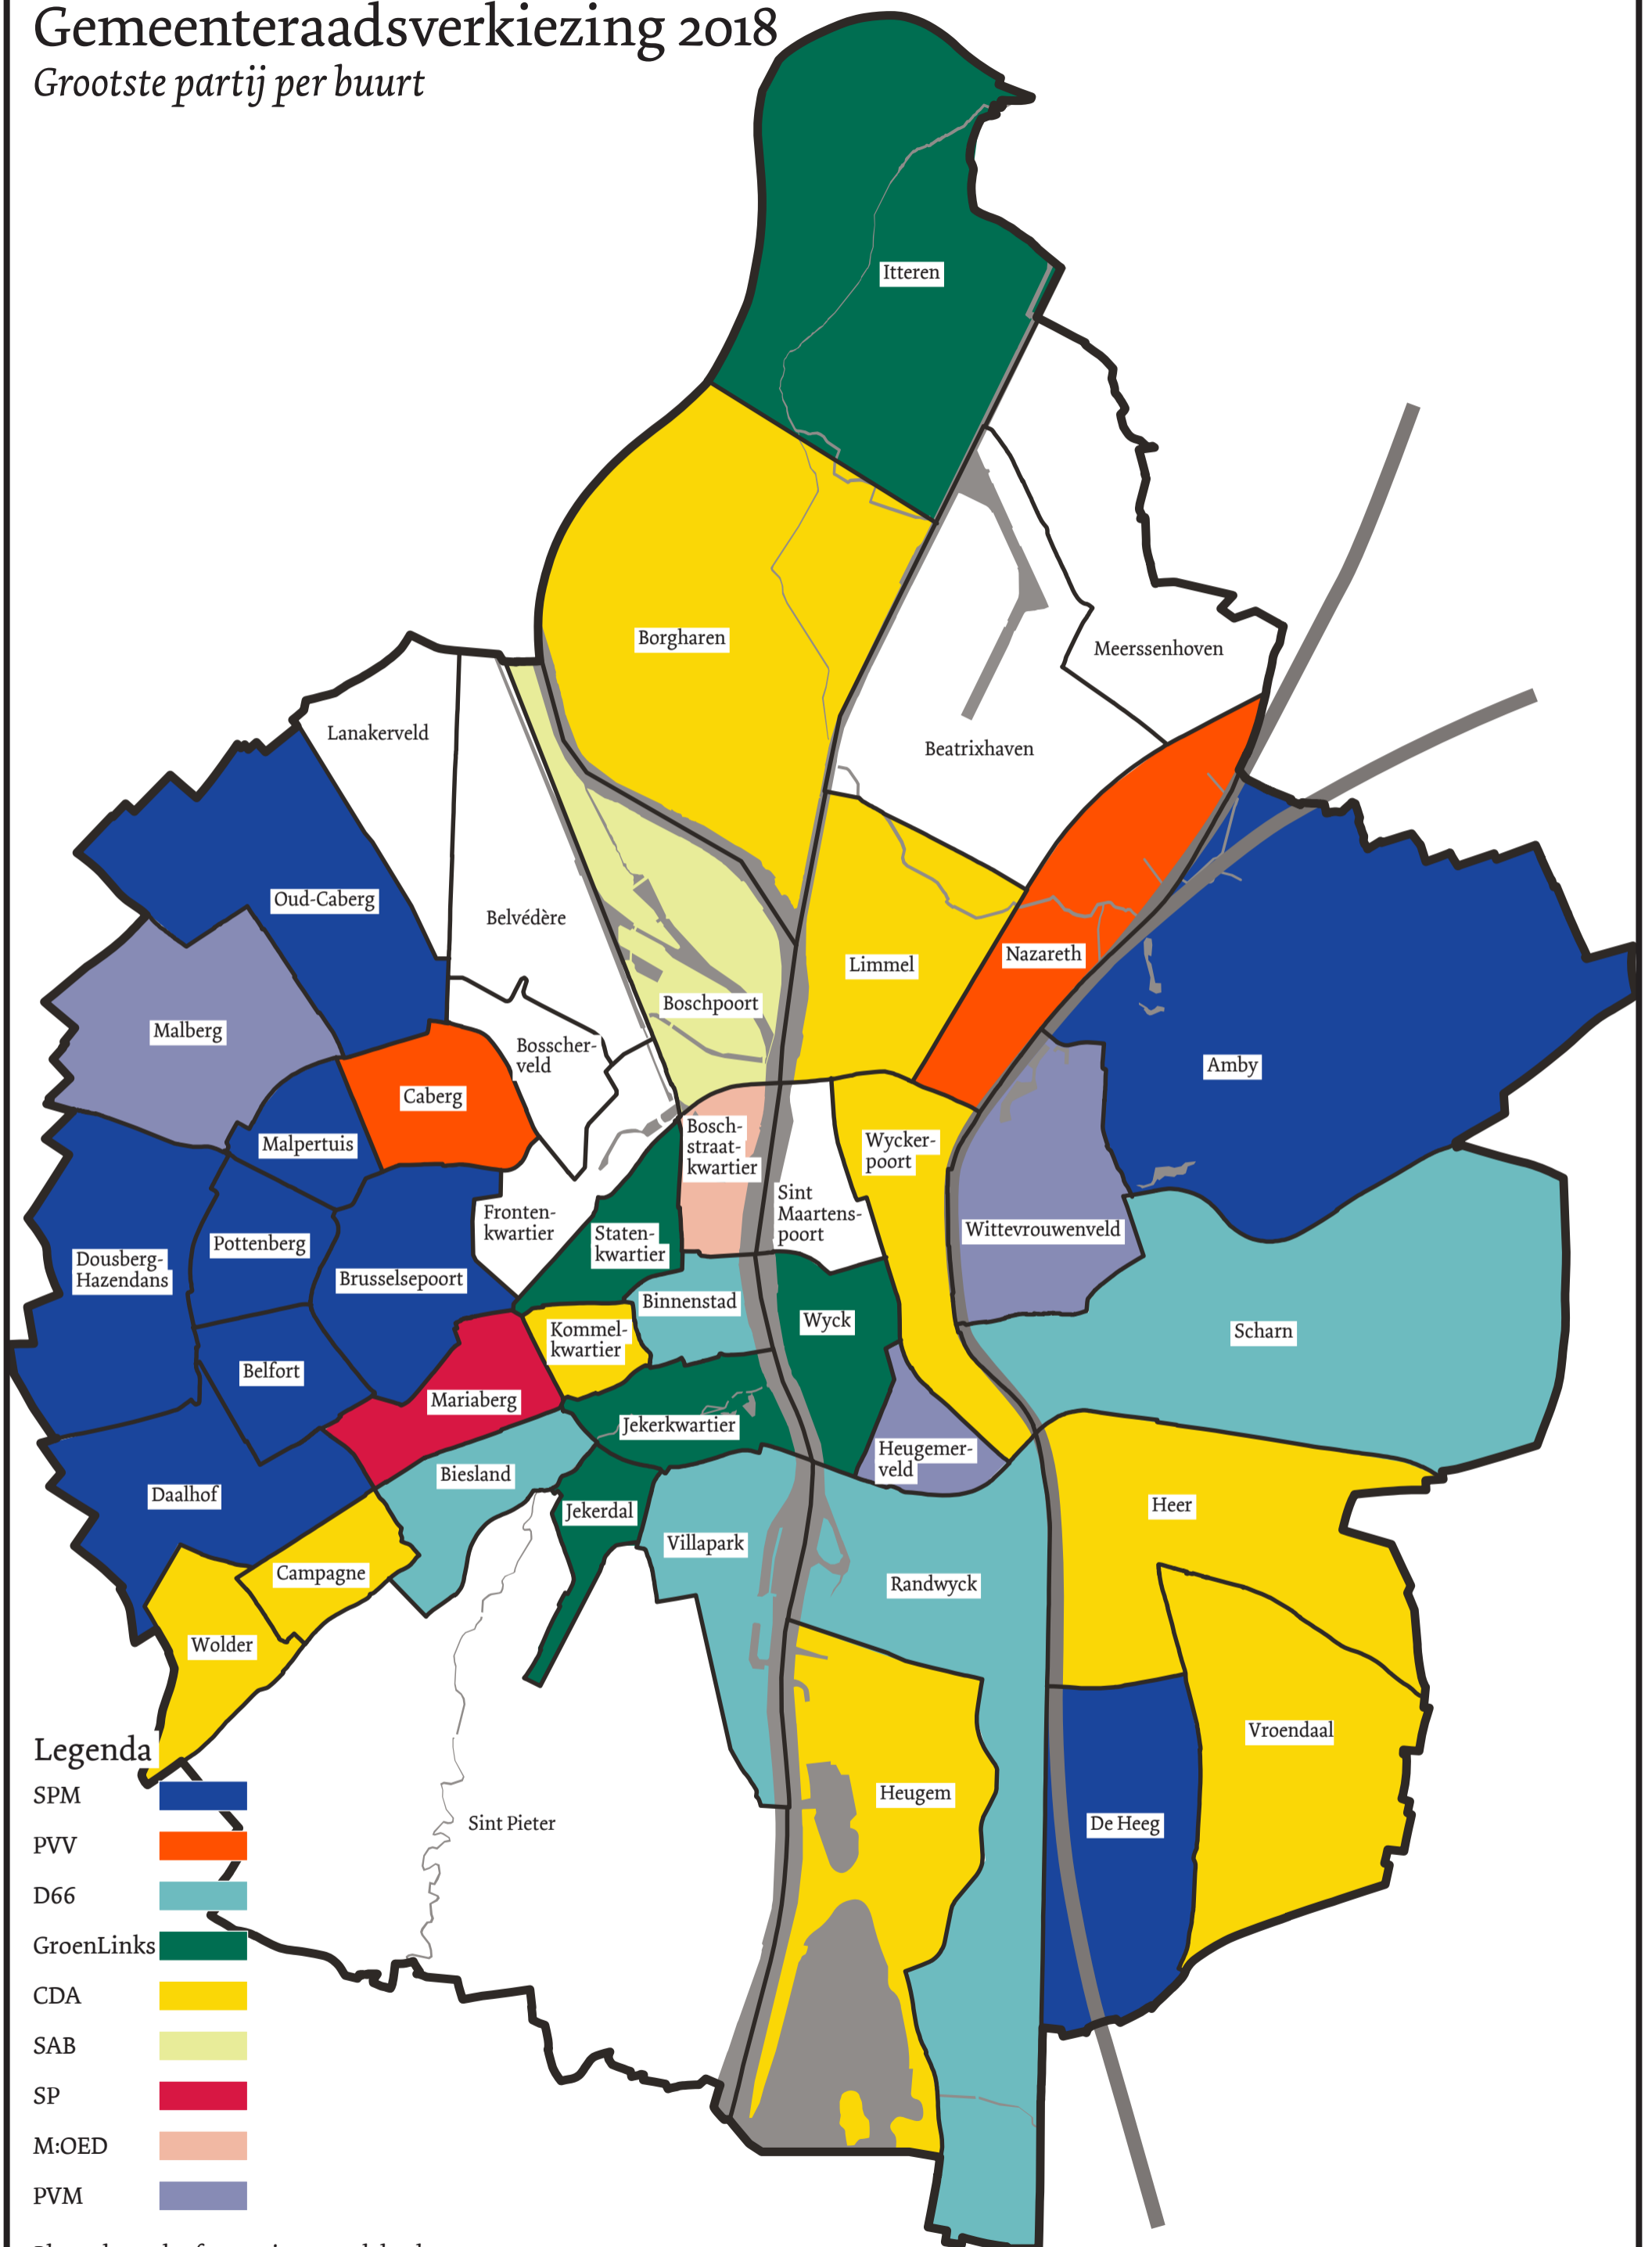 Gemeenteraadsverkiezing 2018
Grootste partij per buurt
Itteren
Borgharen
Meerssenhoven
Lanakerveld
Beatrixhaven
Oud-Caberg
Belvédère
Nazareth
Limmel
Boschpoort
Malberg
Bosscher-
veld
Amby
Caberg
Malpertuis
Bosch-
straat-
kwartier
Wycker-
poort
Sint
Maartens-
poort
Fronten-
kwartier
Staten-
kwartier
Wittevrouwenveld
Pottenberg
Dousberg-
Hazendans
Brusselsepoort
Binnenstad
Wyck
Scharn
Kommel-
kwartier
Belfort
Mariaberg
Jekerkwartier
Heugemer-
veld
Biesland
Daalhof
Heer
Jekerdal
Villapark
Campagne
Randwyck
Wolder
Vroendaal
Heugem
De Heeg
Sint Pieter
Legenda
SPM
PVV
D66
GroenLinks
CDA
SAB
SP
M:OED
PVM